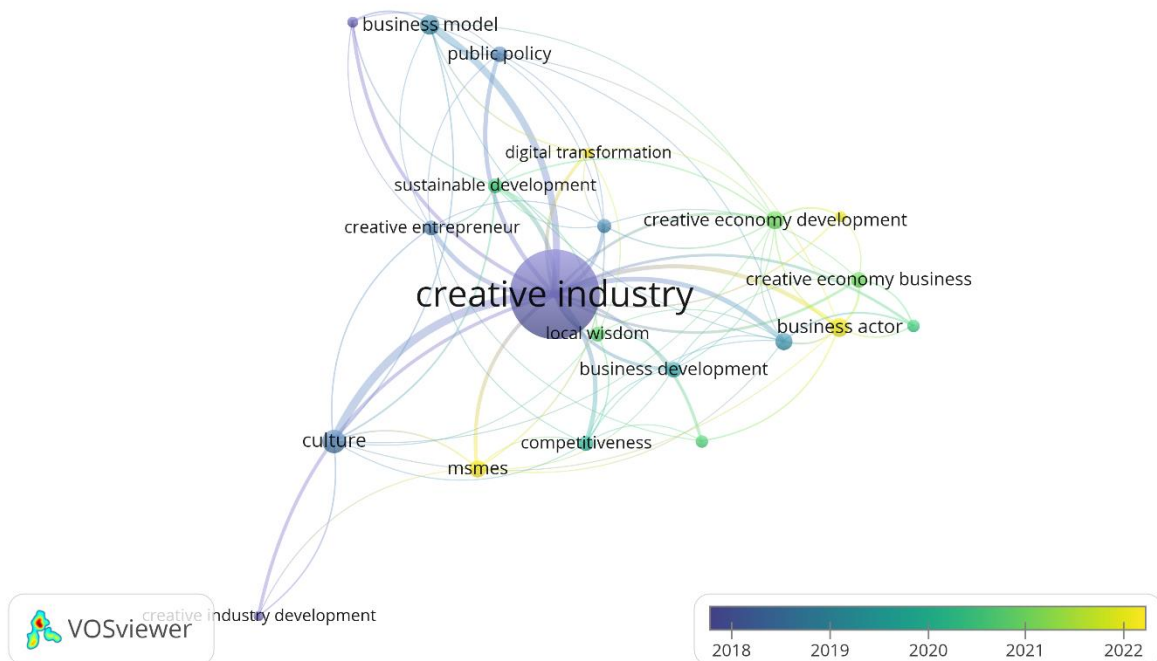 business model
public policy
digital transformation
sustainable development
creative economy development
creative entrepreneur
creative economy business
creative industry
business actor
local wisdom
business development
culture
competitiveness
msmes
creative industry development
VOSviewer
2018 2019 2020 2021 2022